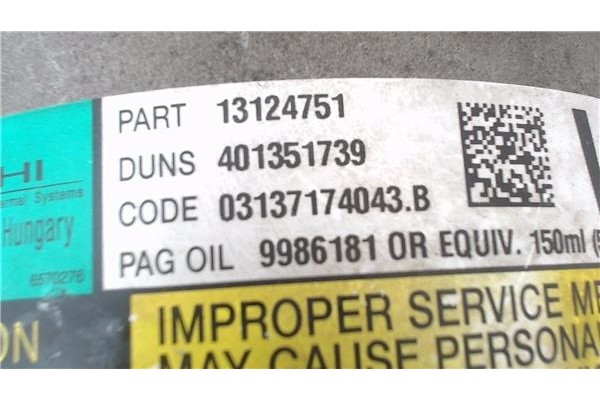 PART 13124751
DUNS 401351739
CODE 03137174043.B
PAG OIL 9986181 OR EQUIV. 150ml (5
HI
ermal Systems
Hungary
6570276
ON
IMPROPER SERVICE ME
MAY CAUSE PERSONA